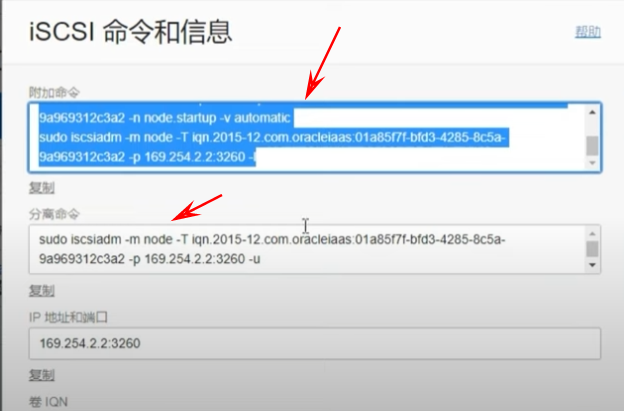 iSCSI 命令和信息
帮助
附加命令
9a969312c3a2 -n node.startup -v automatic
sudo iscsiadm -m node -T iqn.2015-12.com.oracleiaas:01a85f7f-bfd3-4285-8c5a-
9a969312c3a2 -p 169.254.2.2:3260 -l
复制
分离命令
sudo iscsiadm -m node -T iqn.2015-12.com.oracleiaas:01a85f7f-bfd3-4285-8c5a-
9a969312c3a2 -p 169.254.2.2:3260 -u
复制
IP 地址和端口
169.254.2.2:3260
复制
卷 IQN